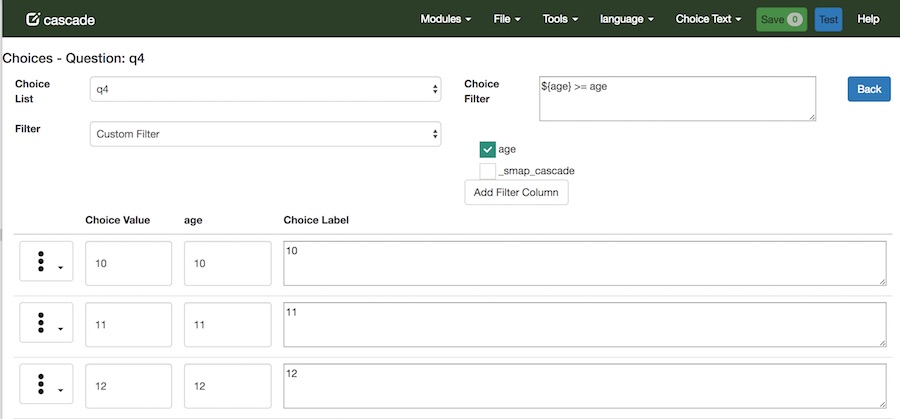 cascade Modules File Tools language Choice Text Save 0 Test Help
Choices - Question: q4
Choice List q4
Choice Filter ${age} >= age
Back
Filter Custom Filter
age
_smap_cascade
Add Filter Column
Choice Value age Choice Label
10 10 10
11 11 11
12 12 12